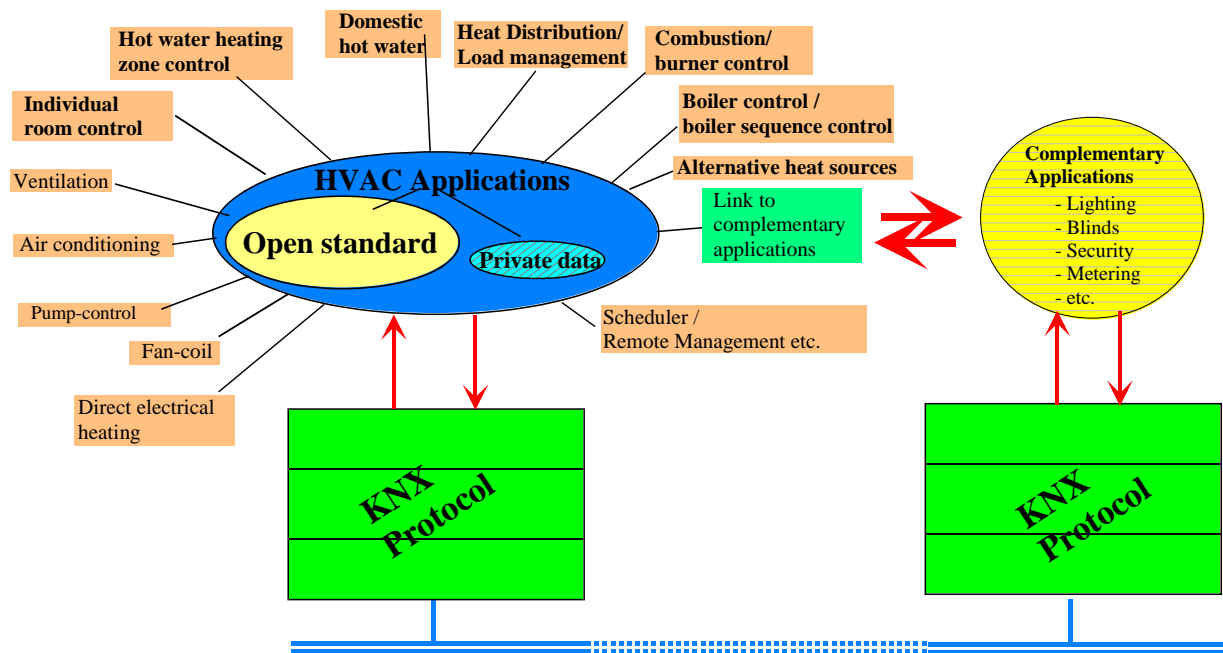 Domestic
hot water
Hot water heating
zone control
Heat Distribution/
Load management
Combustion/
burner control
Individual
room control
Boiler control /
boiler sequence control
Ventilation
HVAC Applications
Alternative heat sources
Air conditioning
Open standard
Private data
Link to
complementary
applications
Complementary
Applications
- Lighting
- Blinds
- Security
- Metering
- etc.
Pump-control
Fan-coil
Scheduler /
Remote Management etc.
Direct electrical
heating
KNX
Protocol
KNX
Protocol